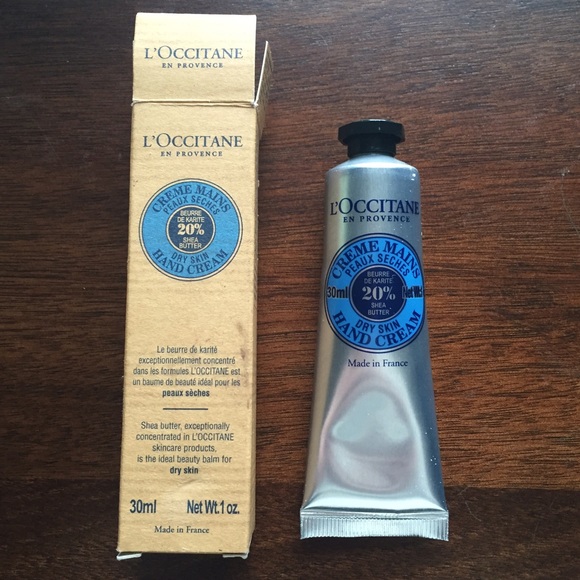 L'OCCITANE
EN PROVENCE
L'OCCITANE
EN PROVENCE
CREME MAINS
PEAUX SÈCHES
BEURRE
DE KARITE
20%
SHEA
BUTTER
DRY SKIN
HAND CREAM
Le beurre de karité
exceptionnellement concentré
dans les formules L'OCCITANE est
un baume de beauté idéal pour les
peaux sèches
Shea butter, exceptionally
concentrated in L'OCCITANE
skincare products,
is the ideal beauty balm for
dry skin
30ml Net Wt.1 oz.
Made in France
L'OCCITANE
EN PROVENCE
CREME MAINS
PEAUX SÈCHES
BEURRE
DE KARITE
30ml 20% Net Wt.
SHEA
BUTTER
DRY SKIN
HAND CREAM
Made in France